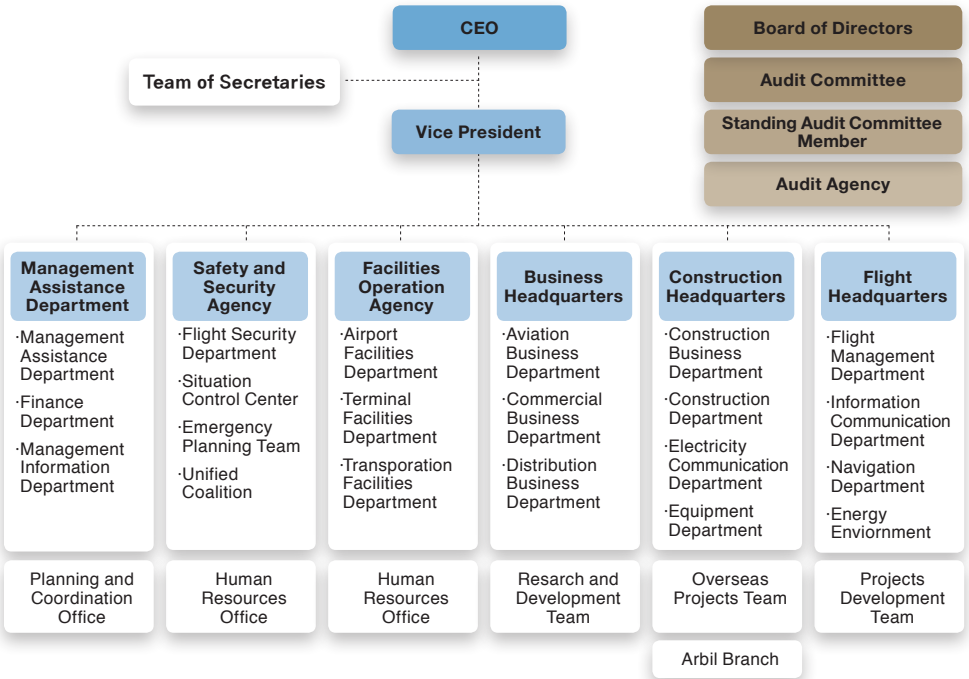 CEO
Board of Directors
Team of Secretaries
Audit Committee
Vice President
Standing Audit Committee
Member
Audit Agency
Management
Assistance
Department
·Management
Assistance
Department
·Finance
Department
·Management
Information
Department
Planning and
Coordination
Office
Safety and
Security
Agency
·Flight Security
Department
·Situation
Control Center
·Emergency
Planning Team
·Unified
Coalition
Human
Resources
Office
Facilities
Operation
Agency
·Airport
Facilities
Department
·Terminal
Facilities
Department
·Transporation
Facilities
Department
Human
Resources
Office
Business
Headquarters
·Aviation
Business
Department
·Commercial
Business
Department
·Distribution
Business
Department
Resarch and
Development
Team
Construction
Headquarters
·Construction
Business
Department
·Construction
Department
·Electricity
Communication
Department
·Equipment
Department
Overseas
Projects Team
Arbil Branch
Flight
Headquarters
·Flight
Management
Department
·Information
Communication
Department
·Navigation
Department
·Energy
Enviornment
Projects
Development
Team